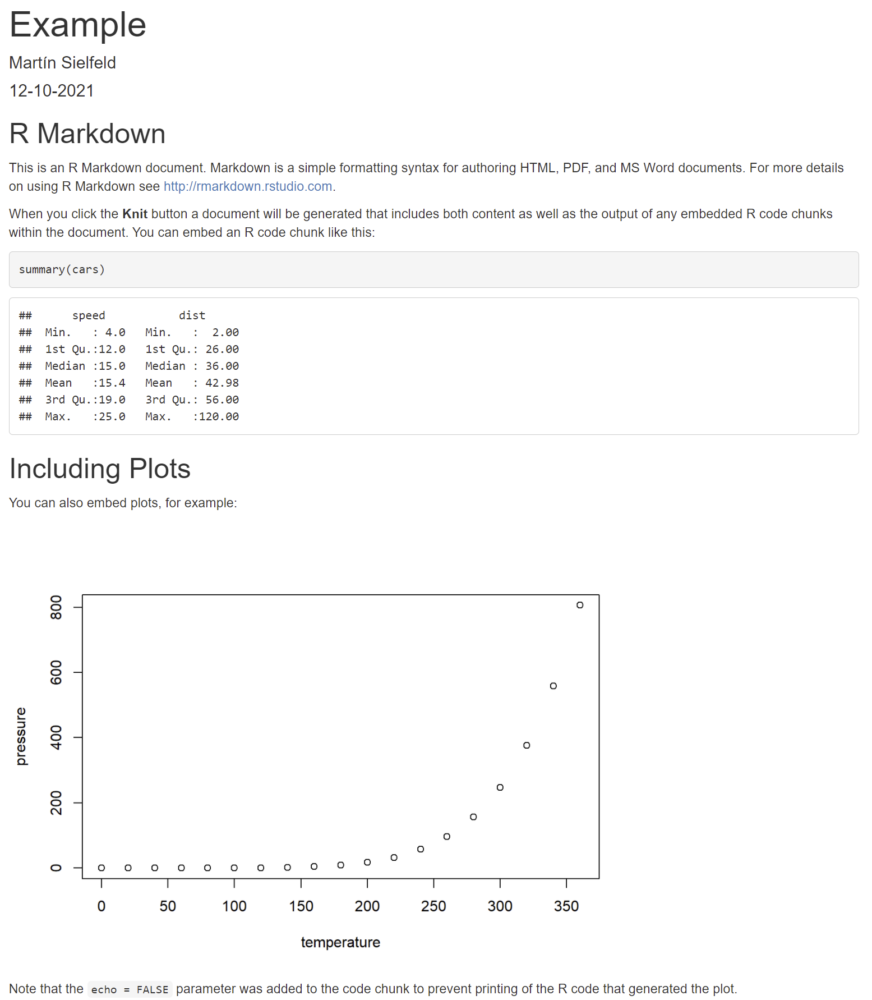 Example
Martín Sielfeld
12-10-2021
R Markdown
This is an R Markdown document. Markdown is a simple formatting syntax for authoring HTML, PDF, and MS Word documents. For more details
on using R Markdown see http://rmarkdown.rstudio.com.
When you click the Knit button a document will be generated that includes both content as well as the output of any embedded R code chunks
within the document. You can embed an R code chunk like this:
summary(cars)
##      speed           dist
##  Min.   : 4.0   Min.   :  2.00
##  1st Qu.:12.0   1st Qu.: 26.00
##  Median :15.0   Median : 36.00
##  Mean   :15.4   Mean   : 42.98
##  3rd Qu.:19.0   3rd Qu.: 56.00
##  Max.   :25.0   Max.   :120.00
Including Plots
You can also embed plots, for example:
800
600
400
200
0
pressure
0 50 100 150 200 250 300 350
temperature
Note that the echo = FALSE parameter was added to the code chunk to prevent printing of the R code that generated the plot.